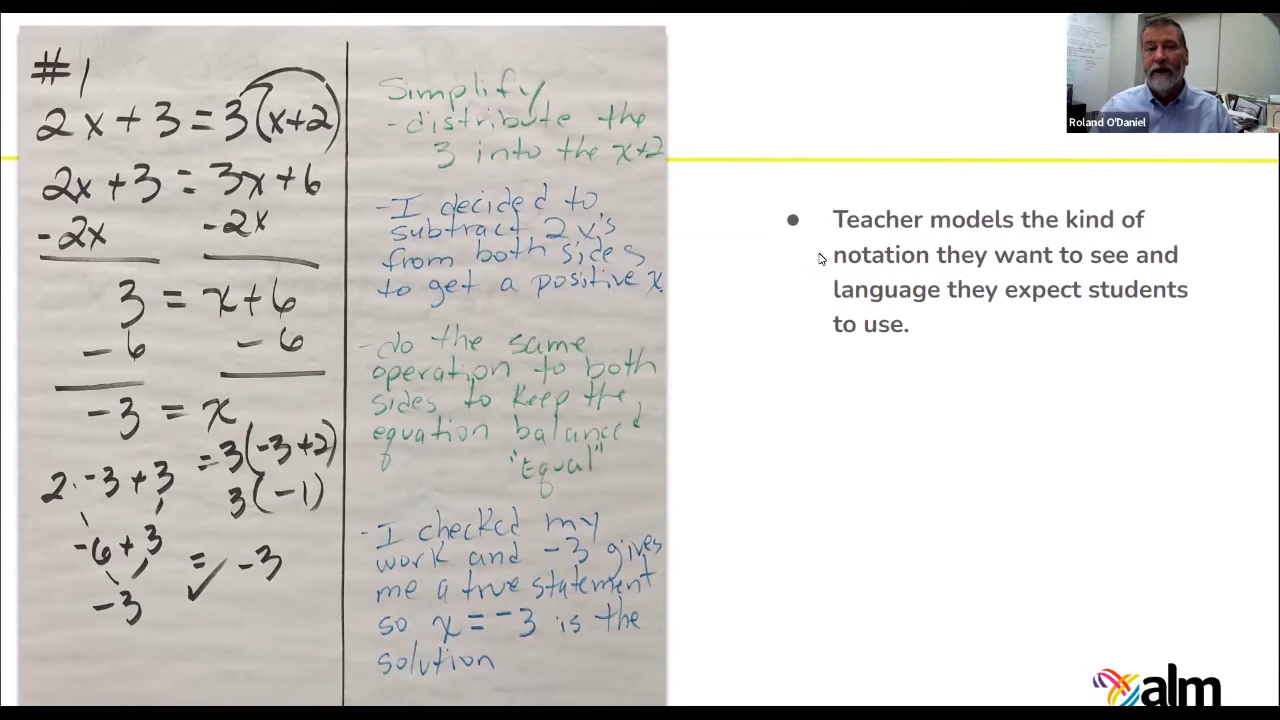 #1
2x + 3 = 3(x+2)
2x + 3 = 3x + 6
-2x -2x
3 = x + 6
- 6 - 6
-3 = x
2·-3 + 3 = 3(-3+2)
3(-1)
-6 + 3
-3 = ✓ -3
Simplify
-distribute the
3 into the x+2
-I decided to
subtract 2 x's
from both sides
to get a positive x.
-do the same
operation to both
sides to keep the
equation balanced
"Equal"
-I checked my
work and -3 gives
me a true statement
so x = -3 is the
solution
Roland O'Daniel
● Teacher models the kind of
notation they want to see and
language they expect students
to use.
alm